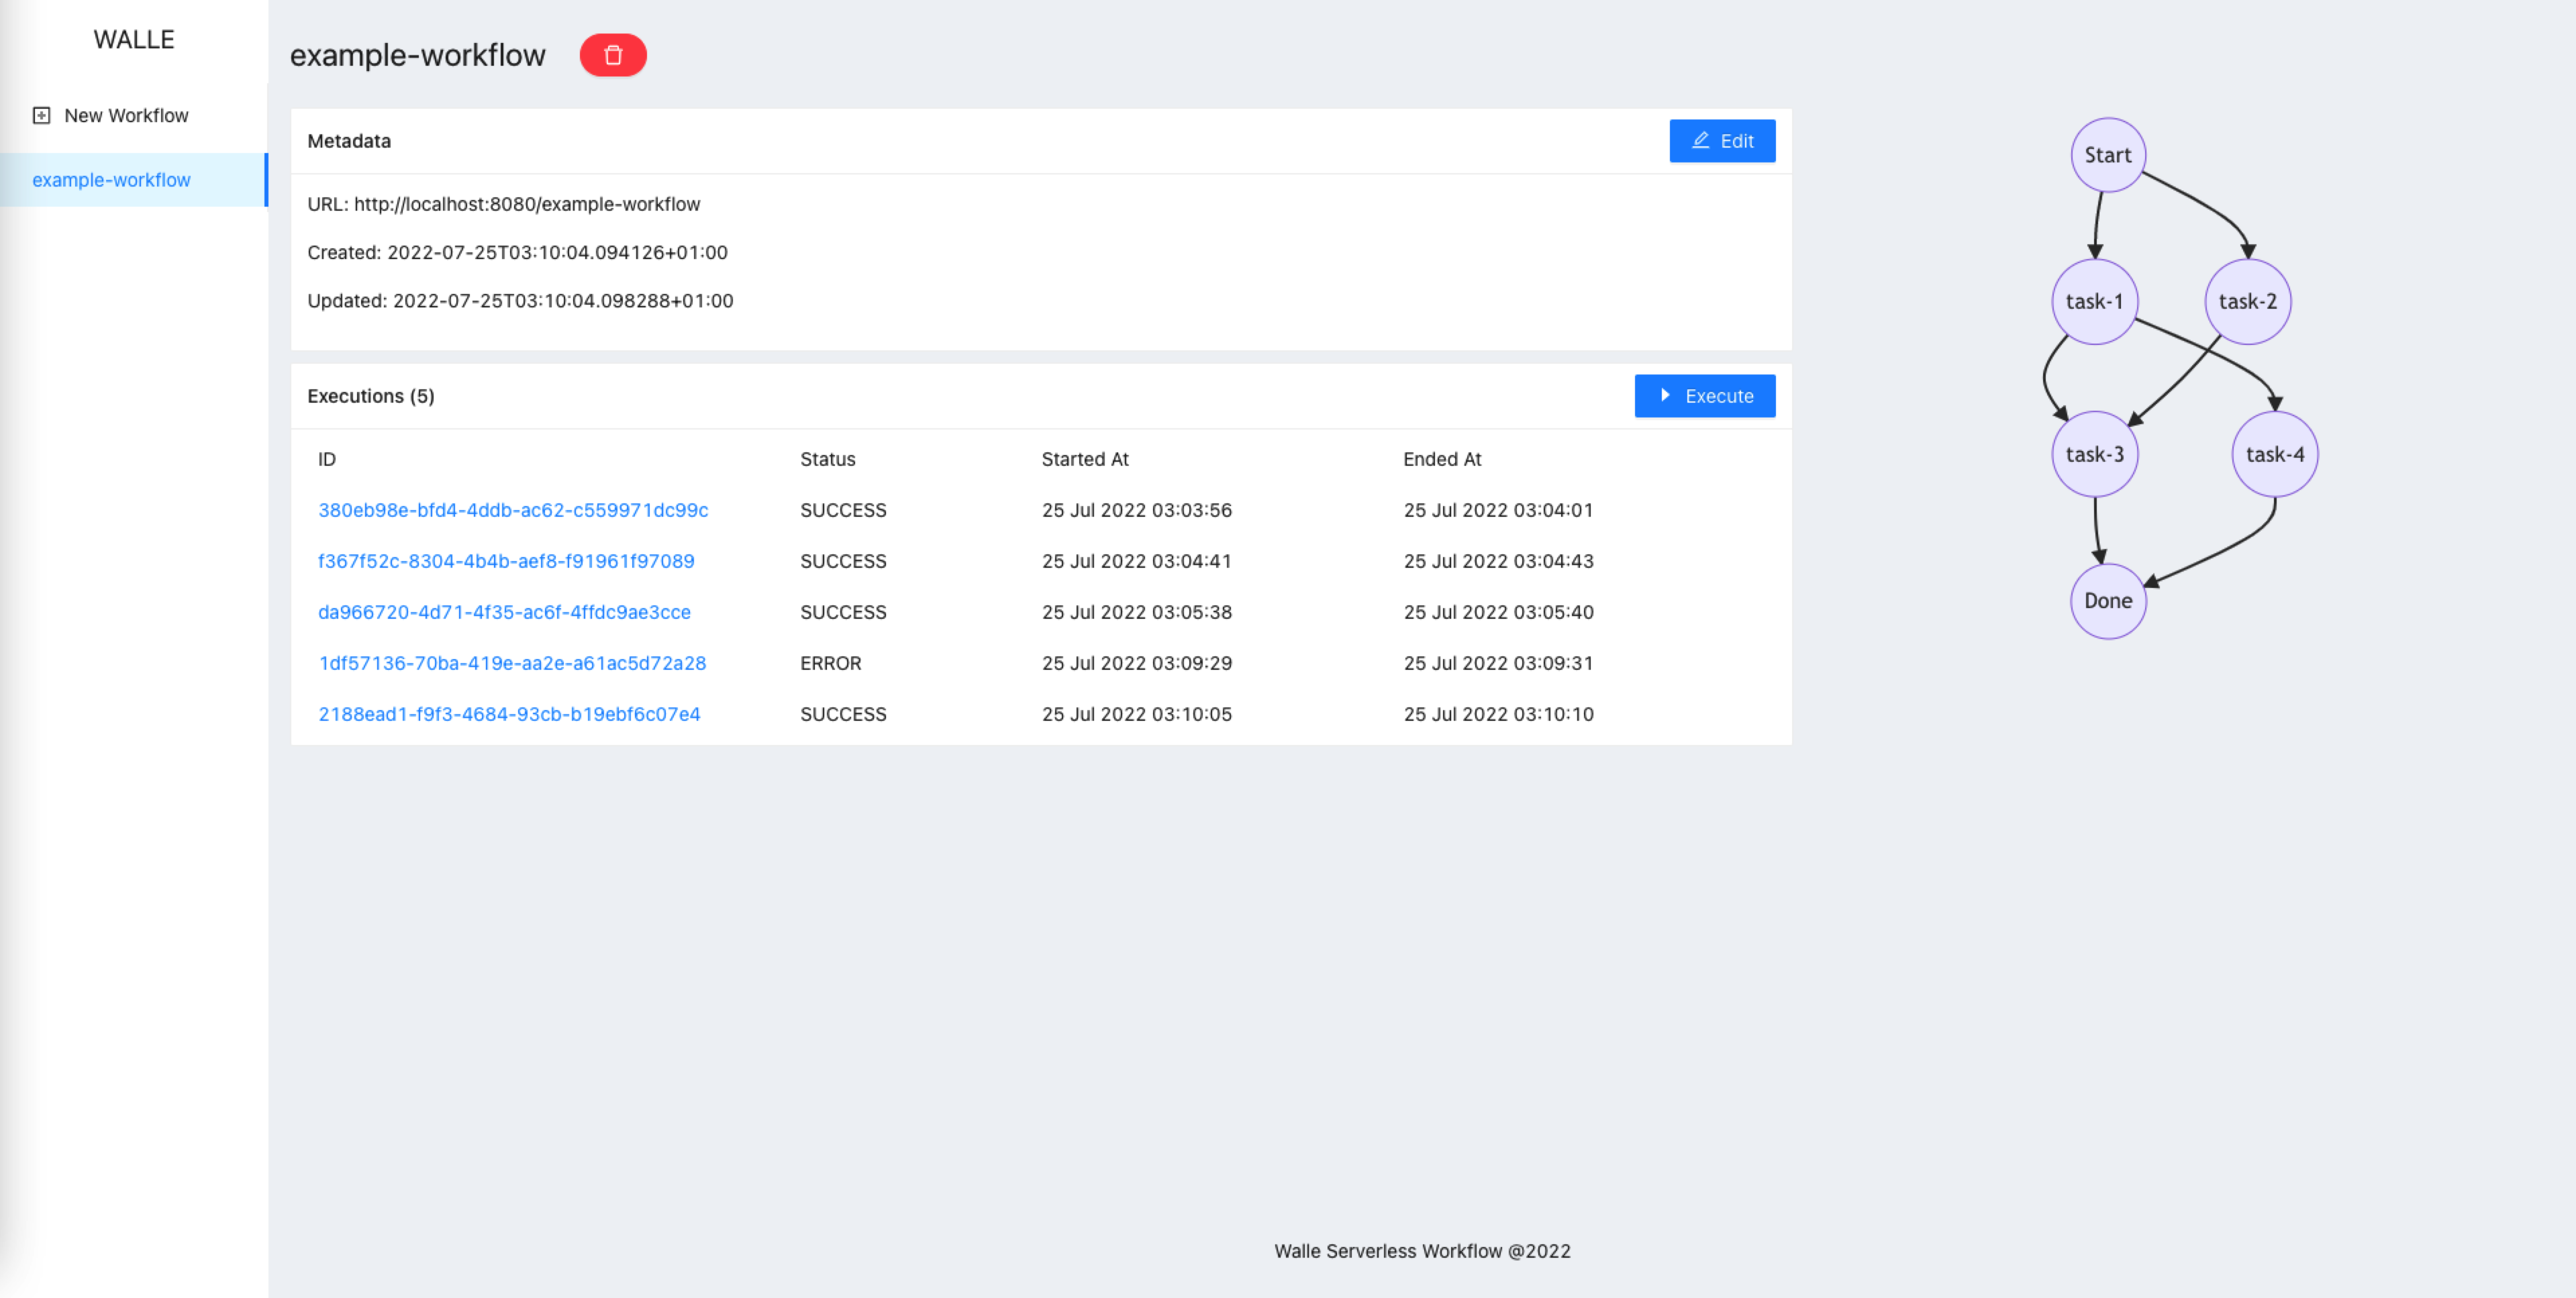 WALLE
New Workflow
example-workflow
example-workflow
Metadata
Edit
URL: http://localhost:8080/example-workflow
Created: 2022-07-25T03:10:04.094126+01:00
Updated: 2022-07-25T03:10:04.098288+01:00
Executions (5)
Execute
ID Status Started At Ended At
380eb98e-bfd4-4ddb-ac62-c559971dc99c SUCCESS 25 Jul 2022 03:03:56 25 Jul 2022 03:04:01
f367f52c-8304-4b4b-aef8-f91961f97089 SUCCESS 25 Jul 2022 03:04:41 25 Jul 2022 03:04:43
da966720-4d71-4f35-ac6f-4ffdc9ae3cce SUCCESS 25 Jul 2022 03:05:38 25 Jul 2022 03:05:40
1df57136-70ba-419e-aa2e-a61ac5d72a28 ERROR 25 Jul 2022 03:09:29 25 Jul 2022 03:09:31
2188ead1-f9f3-4684-93cb-b19ebf6c07e4 SUCCESS 25 Jul 2022 03:10:05 25 Jul 2022 03:10:10
Start
task-1 task-2
task-3 task-4
Done
Walle Serverless Workflow @2022